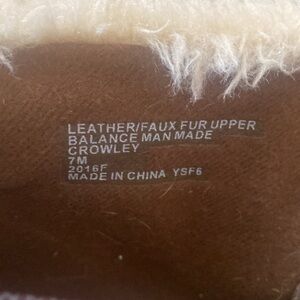 LEATHER/FAUX FUR UPPER
BALANCE MAN MADE
CROWLEY
7M
2016F
MADE IN CHINA YSF6